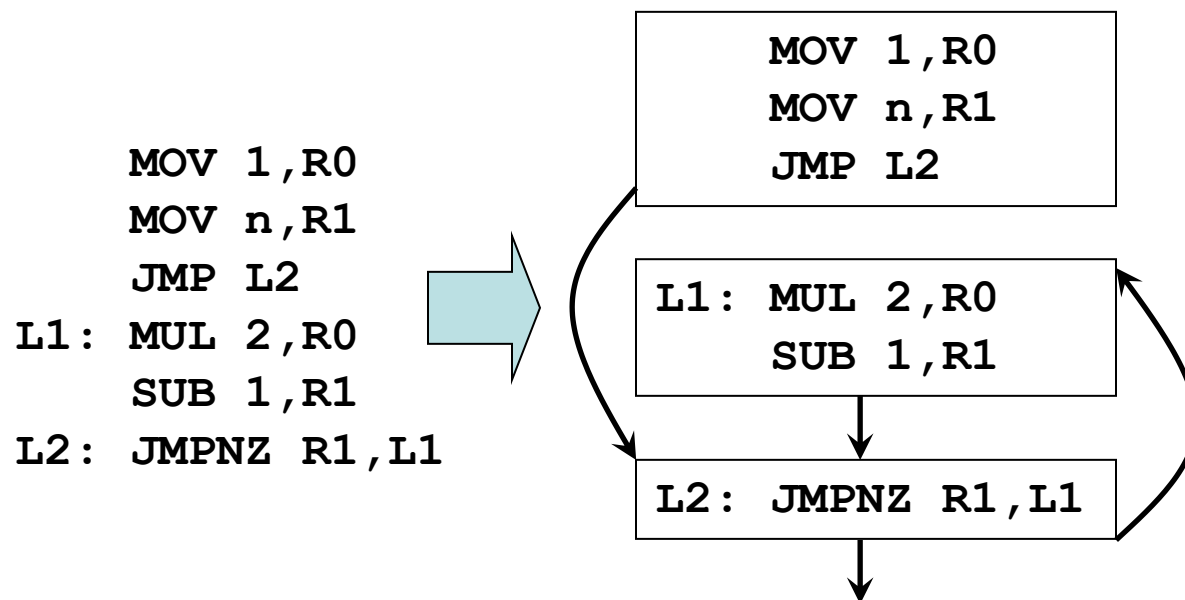 MOV 1,R0
MOV n,R1
JMP L2
L1: MUL 2,R0
SUB 1,R1
L2: JMPNZ R1,L1
MOV 1,R0
MOV n,R1
JMP L2
L1: MUL 2,R0
SUB 1,R1
L2: JMPNZ R1,L1